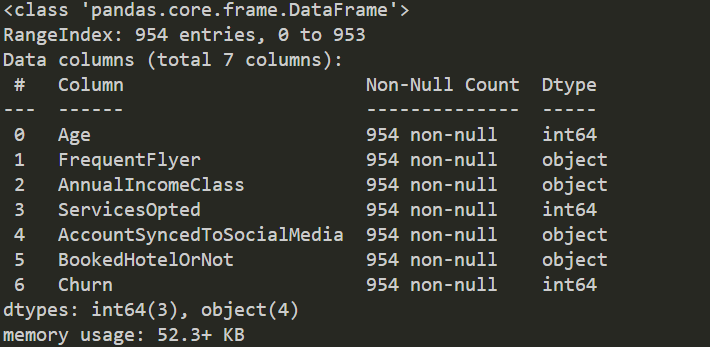 <class 'pandas.core.frame.DataFrame'>
RangeIndex: 954 entries, 0 to 953
Data columns (total 7 columns):
 #   Column                     Non-Null Count  Dtype
---  ------                     --------------  -----
 0   Age                        954 non-null    int64
 1   FrequentFlyer              954 non-null    object
 2   AnnualIncomeClass          954 non-null    object
 3   ServicesOpted              954 non-null    int64
 4   AccountSyncedToSocialMedia  954 non-null    object
 5   BookedHotelOrNot           954 non-null    object
 6   Churn                      954 non-null    int64
dtypes: int64(3), object(4)
memory usage: 52.3+ KB